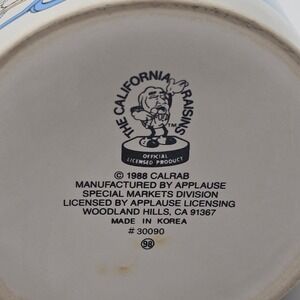 THE CALIFORNIA RAISINS
TM
OFFICIAL
LICENSED PRODUCT
© 1988 CALRAB
MANUFACTURED BY APPLAUSE
SPECIAL MARKETS DIVISION
LICENSED BY APPLAUSE LICENSING
WOODLAND HILLS, CA 91367
MADE IN KOREA
# 30090
98